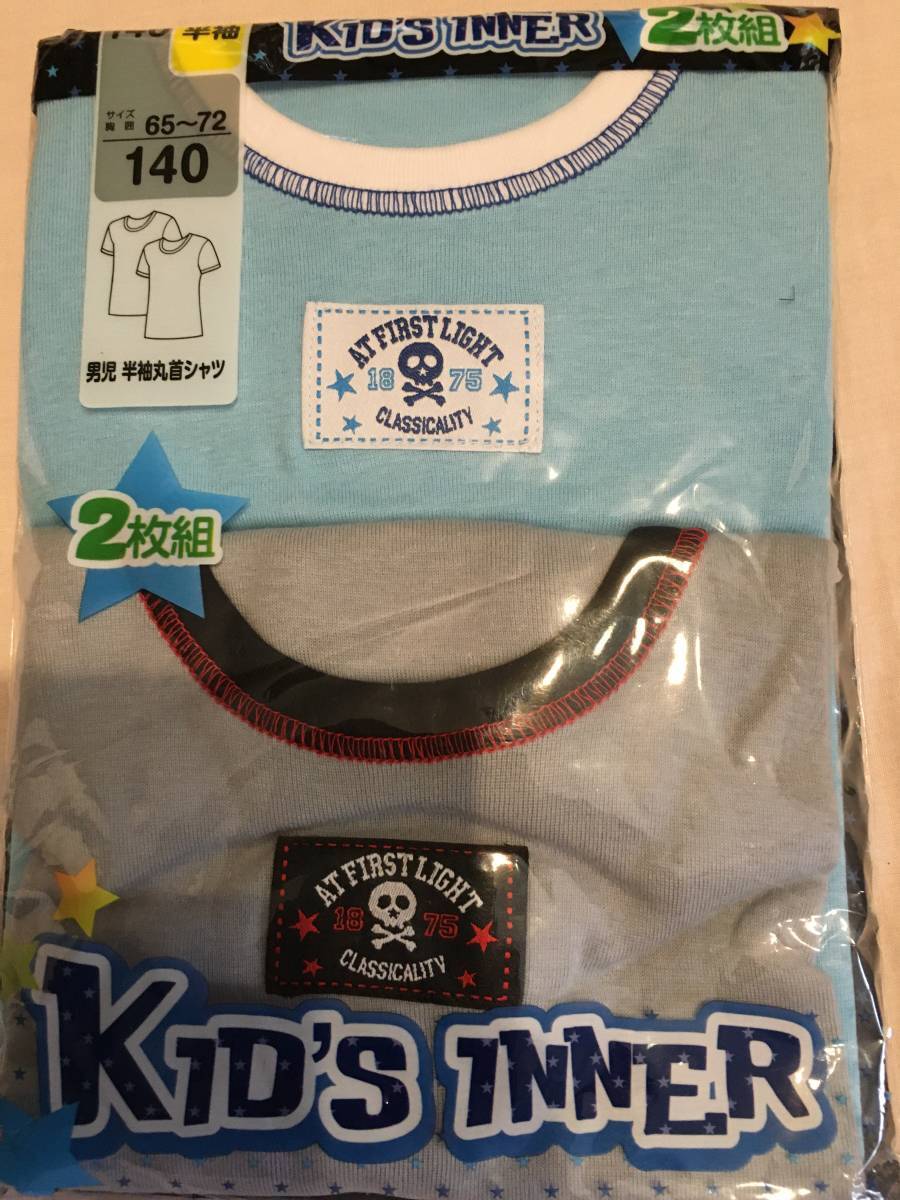 140 半袖
KID'S INNER
2枚組
サイズ
胸囲 65〜72
140
男児 半袖丸首シャツ
AT FIRST LIGHT
18 75
CLASSICALITY
2枚組
AT FIRST LIGHT
18 75
CLASSICALITY
KID'S INNER